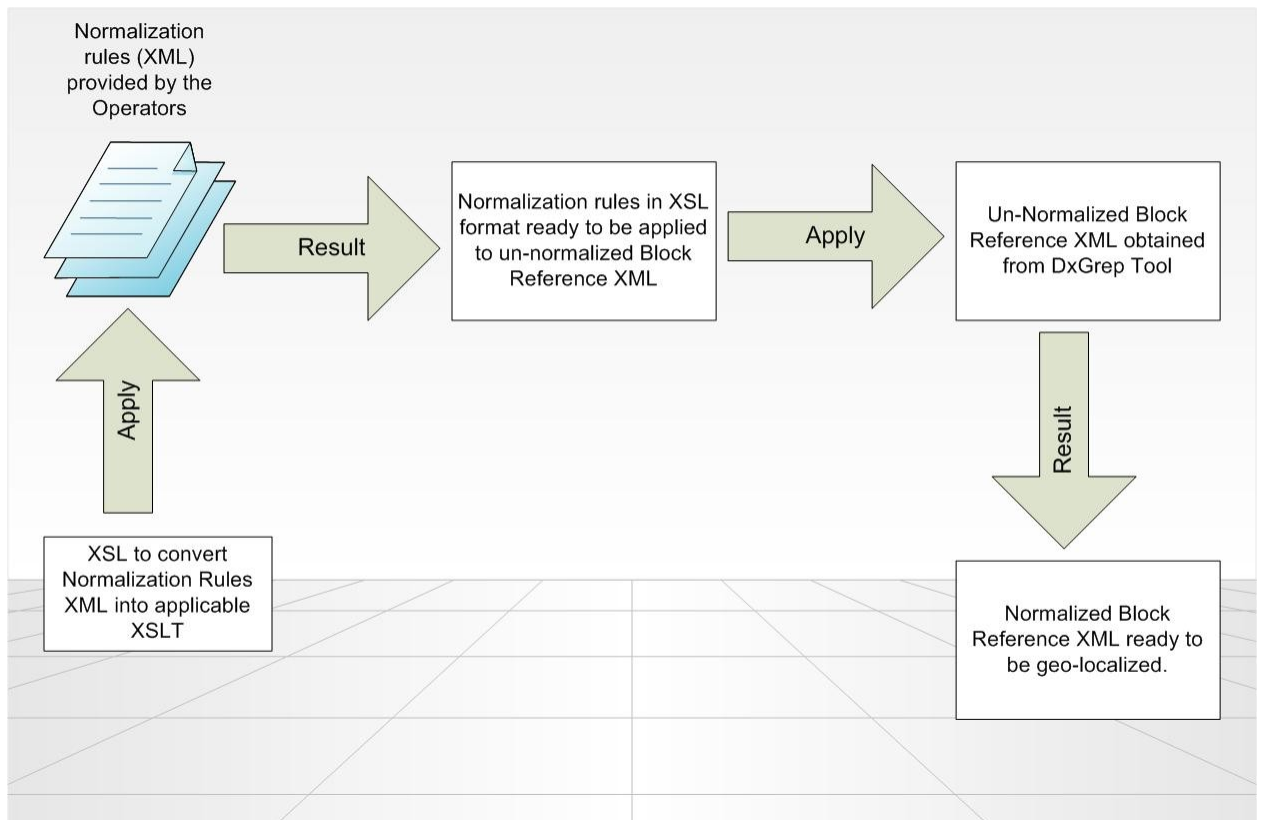 Normalization
rules (XML)
provided by the
Operators
Result
Normalization rules in XSL
format ready to be applied
to un-normalized Block
Reference XML
Apply
Un-Normalized Block
Reference XML obtained
from DxGrep Tool
Apply
Result
XSL to convert
Normalization Rules
XML into applicable
XSLT
Normalized Block
Reference XML ready to
be geo-localized.